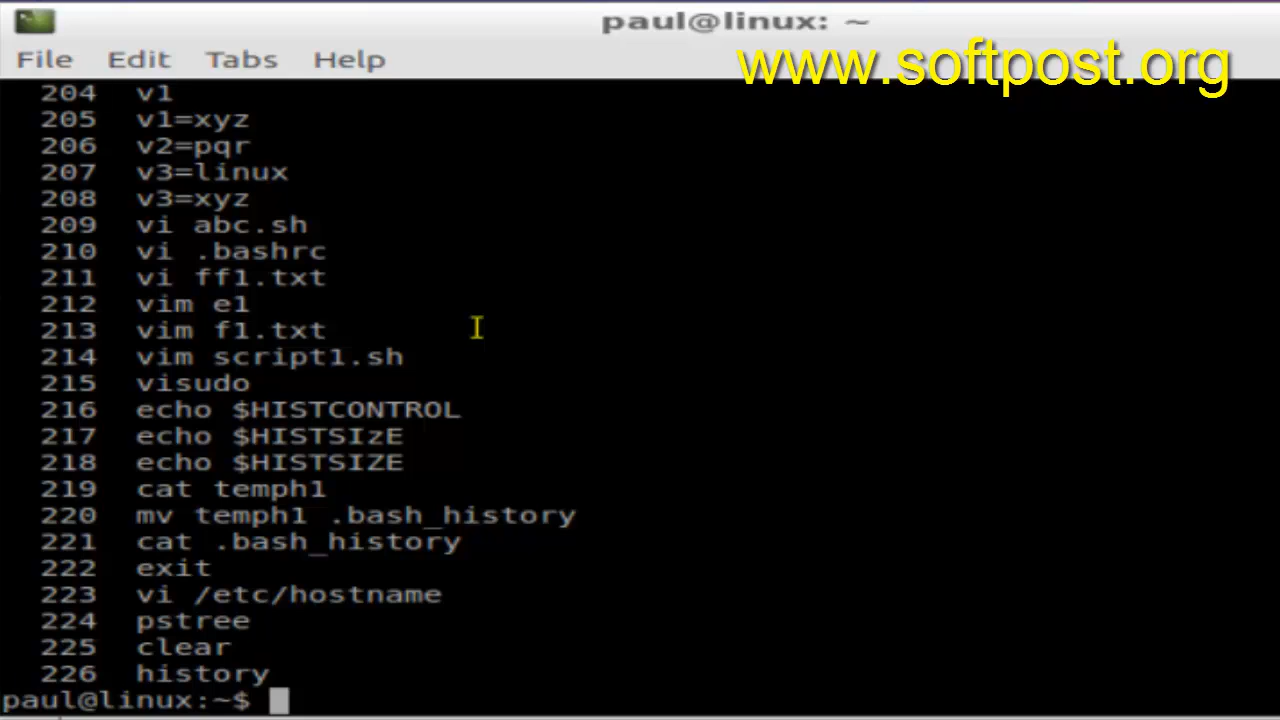 paul@linux: ~
File Edit Tabs Help
www.softpost.org
204 v1
205 v1=xyz
206 v2=pqr
207 v3=linux
208 v3=xyz
209 vi abc.sh
210 vi .bashrc
211 vi ff1.txt
212 vim e1
213 vim f1.txt
214 vim script1.sh
215 visudo
216 echo $HISTCONTROL
217 echo $HISTSIzE
218 echo $HISTSIZE
219 cat temph1
220 mv temph1 .bash_history
221 cat .bash_history
222 exit
223 vi /etc/hostname
224 pstree
225 clear
226 history
paul@linux:~$